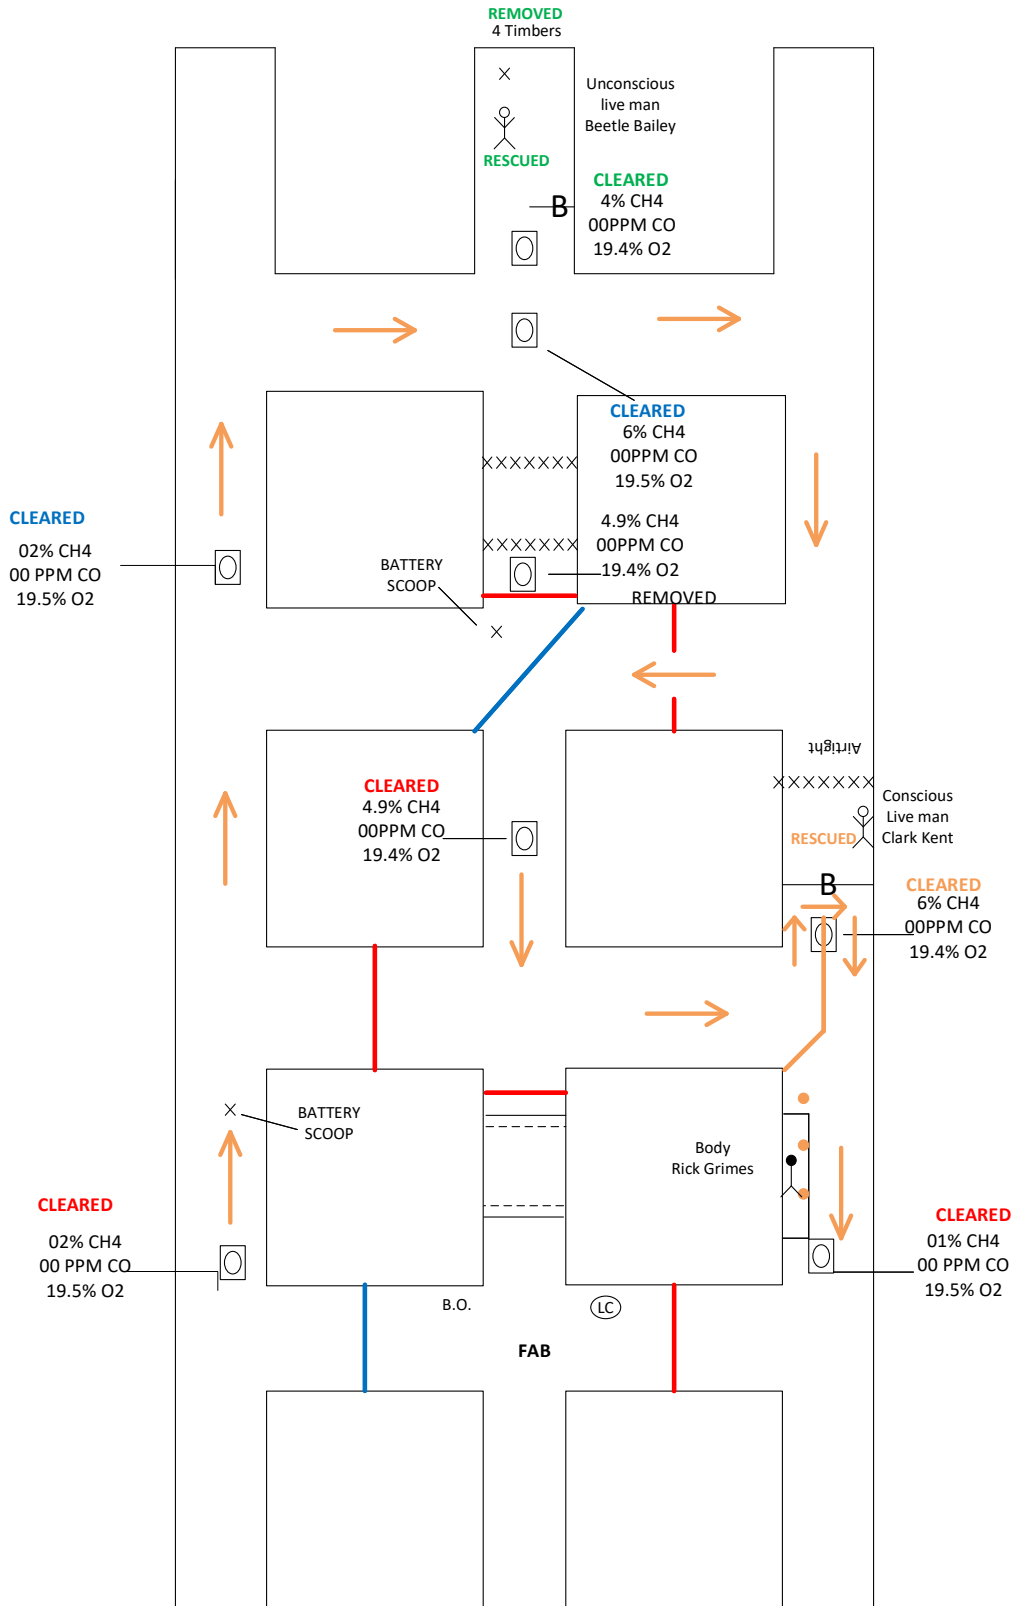 REMOVED
4 Timbers
X
Unconscious
live man
Beetle Bailey
RESCUED
CLEARED
4% CH4
B
00PPM CO
19.4% O2
CLEARED
6% CH4
00PPM CO
19.5% O2
XXXXXXX
CLEARED
02% CH4
00 PPM CO
19.5% O2
4.9% CH4
00PPM CO
19.4% O2
XXXXXXX
BATTERY
SCOOP
REMOVED
X
Airtight
XXXXXXX
CLEARED
4.9% CH4
00PPM CO
19.4% O2
Conscious
Live man
Clark Kent
RESCUED
B
CLEARED
6% CH4
00PPM CO
19.4% O2
X
BATTERY
SCOOP
Body
Rick Grimes
CLEARED
02% CH4
00 PPM CO
19.5% O2
CLEARED
01% CH4
00 PPM CO
19.5% O2
B.O.
LC
FAB